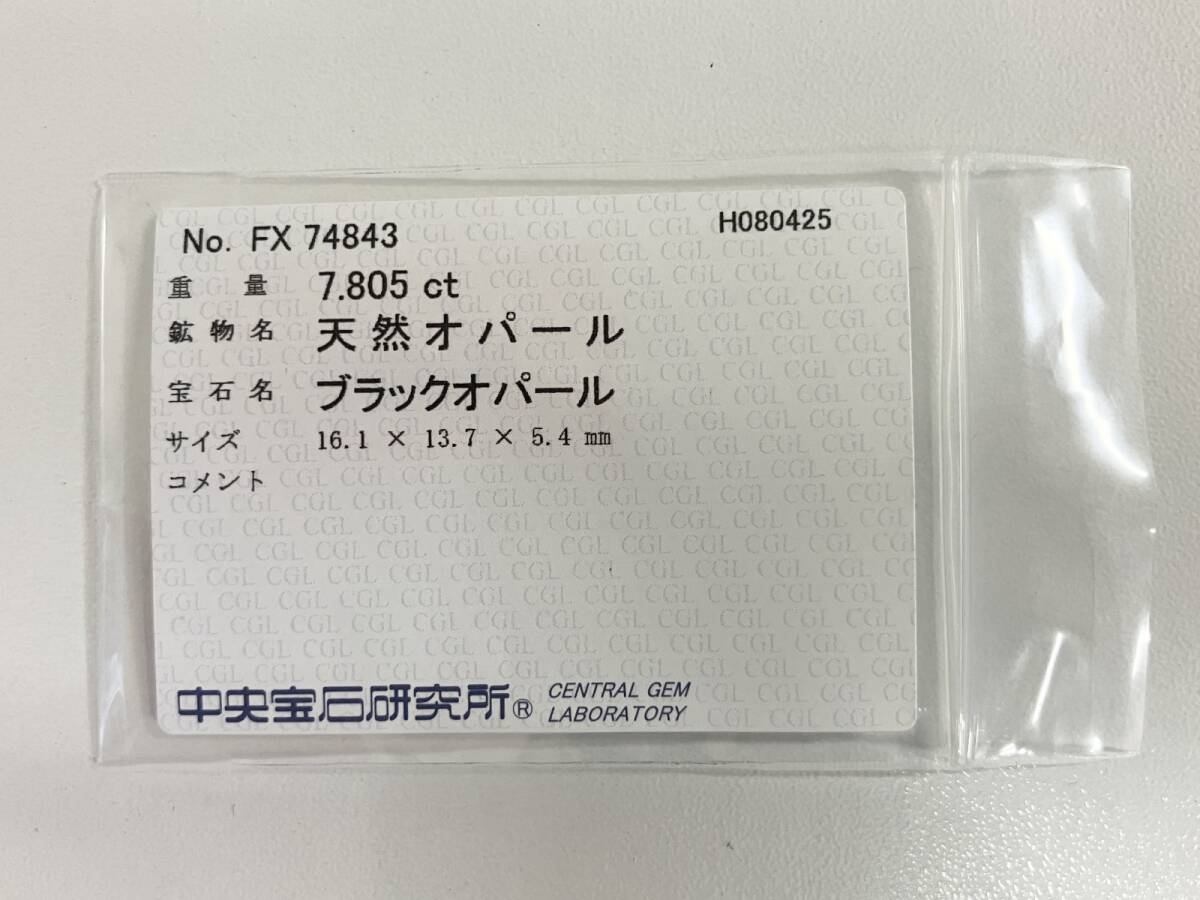 No. FX 74843 H080425
重量 7.805 ct
鉱物名 天然オパール
宝石名 ブラックオパール
サイズ 16.1 × 13.7 × 5.4 mm
コメント
中央宝石研究所® CENTRAL GEM
LABORATORY